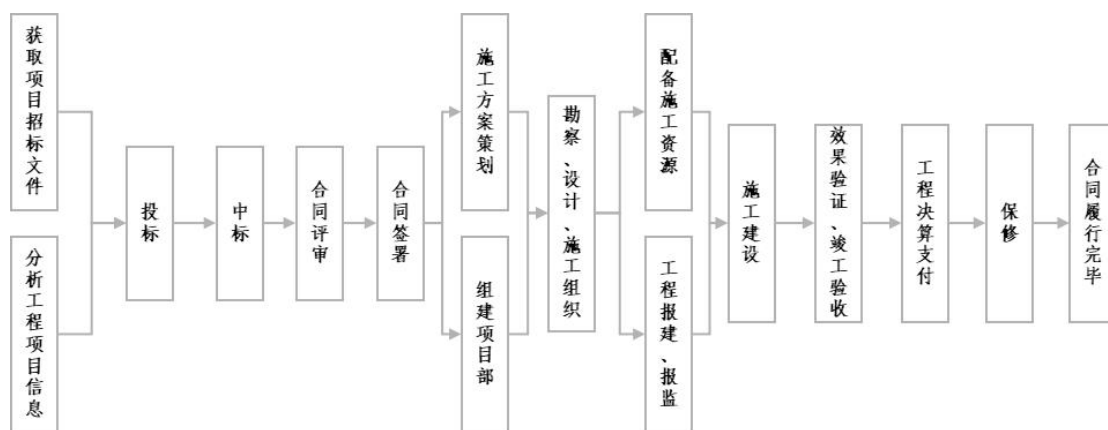 获取项目招标文件
分析工程项目信息
投标
中标
合同评审
合同签署
施工方案策划
组建项目部
勘察、设计、施工组织
配备施工资源
工程报建、报监
施工建设
效果验证、竣工验收
工程决算支付
保修
合同履行完毕